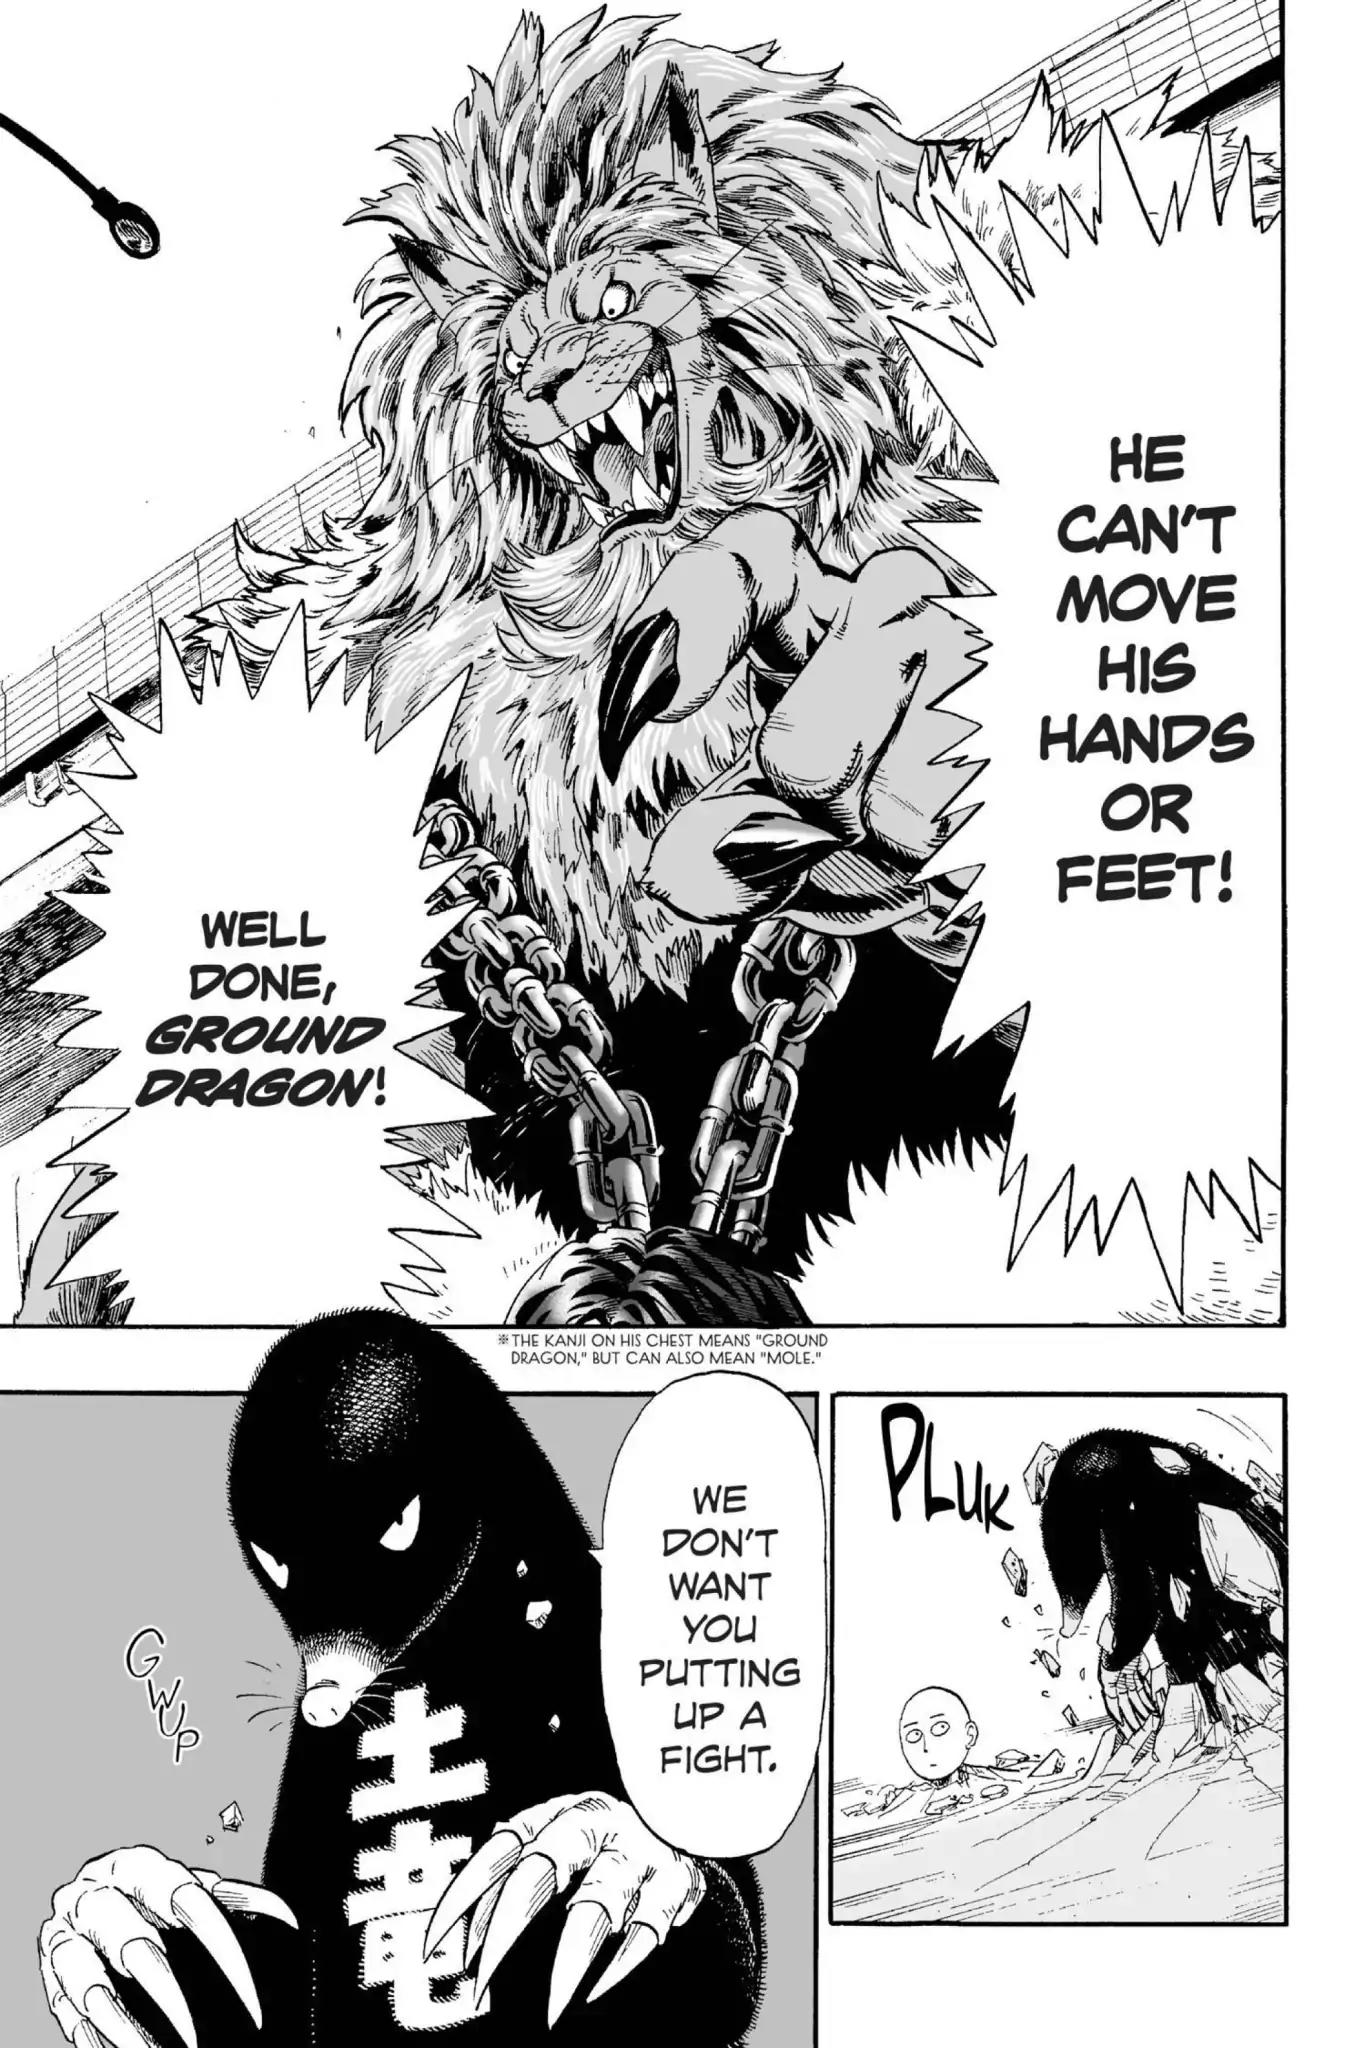 HE
CAN'T
MOVE
HIS
HANDS
OR
FEET!
WELL
DONE,
GROUND
DRAGON!
※ THE KANJI ON HIS CHEST MEANS "GROUND
DRAGON," BUT CAN ALSO MEAN "MOLE."
PLUK
WE
DON'T
WANT
YOU
PUTTING
UP A
FIGHT.
GWUP
土竜